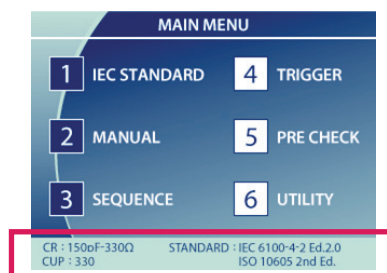 MAIN MENU
1 IEC STANDARD
2 MANUAL
3 SEQUENCE
4 TRIGGER
5 PRE CHECK
6 UTILITY
CR : 150pF-330Ω
CUP : 330
STANDARD : IEC 6100-4-2 Ed.2.0
ISO 10605 2nd Ed.